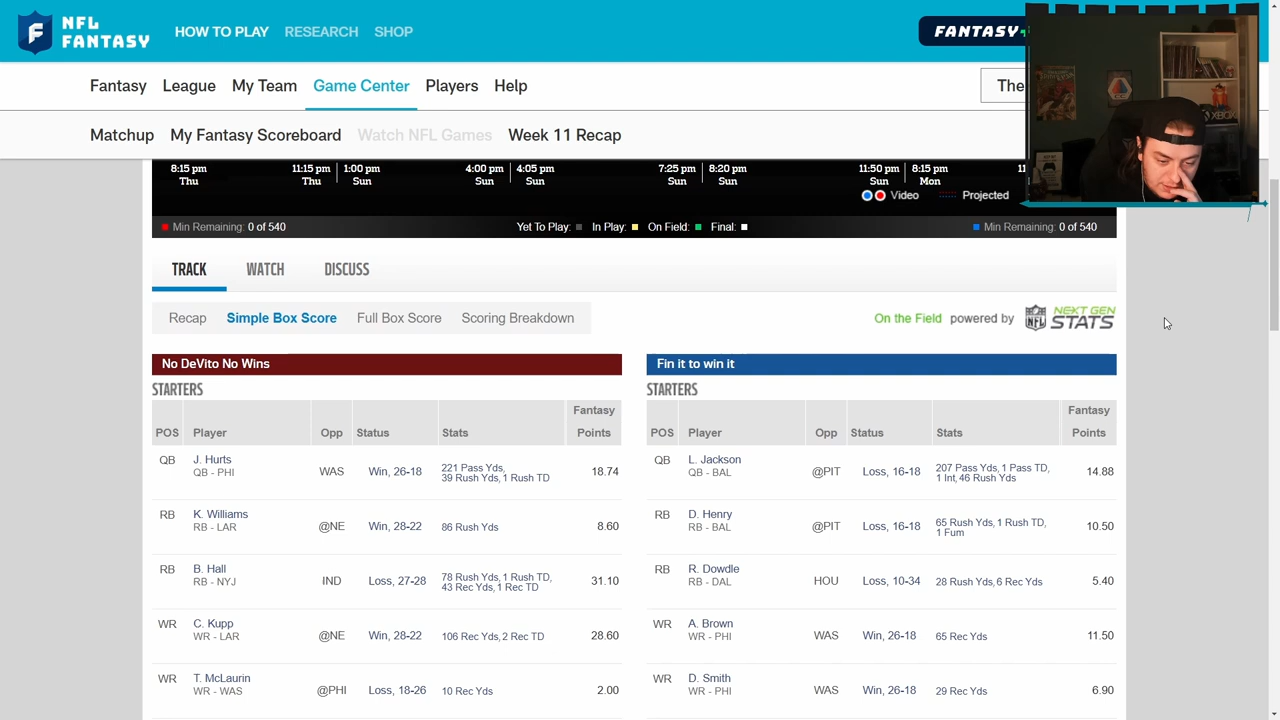 NFL FANTASY
HOW TO PLAY RESEARCH SHOP
FANTASY+
Fantasy League My Team Game Center Players Help
The
Matchup My Fantasy Scoreboard Watch NFL Games Week 11 Recap
8:15 pm Thu 11:15 pm Thu 1:00 pm Sun 4:00 pm Sun 4:05 pm Sun 7:25 pm Sun 8:20 pm Sun 11:50 pm Sun 8:15 pm Mon
Video Projected
Min Remaining: 0 of 540 Yet To Play: In Play: On Field: Final: Min Remaining: 0 of 540
TRACK WATCH DISCUSS
Recap Simple Box Score Full Box Score Scoring Breakdown
On the Field powered by NFL NEXT GEN STATS
No DeVito No Wins
STARTERS
POS Player Opp Status Stats Fantasy Points
QB J. Hurts QB - PHI WAS Win, 26-18 221 Pass Yds, 39 Rush Yds, 1 Rush TD 18.74
RB K. Williams RB - LAR @NE Win, 28-22 86 Rush Yds 8.60
RB B. Hall RB - NYJ IND Loss, 27-28 78 Rush Yds, 1 Rush TD, 43 Rec Yds, 1 Rec TD 31.10
WR C. Kupp WR - LAR @NE Win, 28-22 106 Rec Yds, 2 Rec TD 28.60
WR T. McLaurin WR - WAS @PHI Loss, 18-26 10 Rec Yds 2.00
Fin it to win it
STARTERS
POS Player Opp Status Stats Fantasy Points
QB L. Jackson QB - BAL @PIT Loss, 16-18 207 Pass Yds, 1 Pass TD, 1 Int, 46 Rush Yds 14.88
RB D. Henry RB - BAL @PIT Loss, 16-18 65 Rush Yds, 1 Rush TD, 1 Fum 10.50
RB R. Dowdle RB - DAL HOU Loss, 10-34 28 Rush Yds, 6 Rec Yds 5.40
WR A. Brown WR - PHI WAS Win, 26-18 65 Rec Yds 11.50
WR D. Smith WR - PHI WAS Win, 26-18 29 Rec Yds 6.90
XBOX